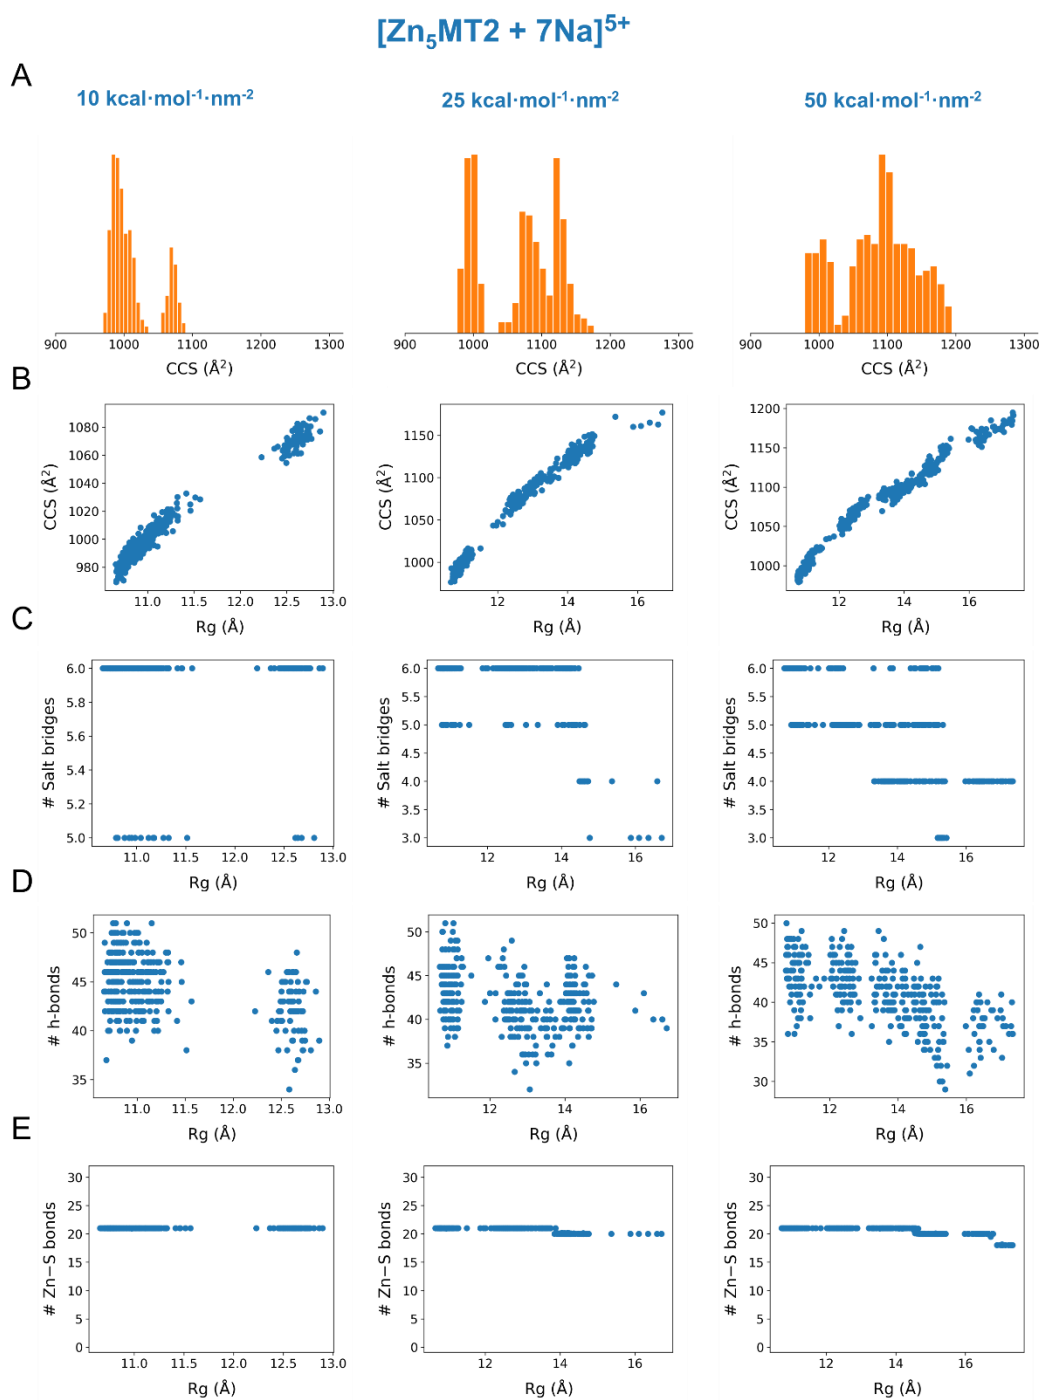 [Zn5MT2 + 7Na]5+
A
10 kcal·mol-1·nm-2 25 kcal·mol-1·nm-2 50 kcal·mol-1·nm-2
900 1000 1100 1200 1300 900 1000 1100 1200 1300 900 1000 1100 1200 1300
CCS (Å2) CCS (Å2) CCS (Å2)
B
CCS (Å2) 1080 1060 1040 1020 1000 980
CCS (Å2) 1150 1100 1050 1000
CCS (Å2) 1200 1150 1100 1050 1000
11.0 11.5 12.0 12.5 13.0 12 14 16 12 14 16
Rg (Å) Rg (Å) Rg (Å)
C
# Salt bridges 6.0 5.8 5.6 5.4 5.2 5.0
# Salt bridges 6.0 5.5 5.0 4.5 4.0 3.5 3.0
# Salt bridges 6.0 5.5 5.0 4.5 4.0 3.5 3.0
11.0 11.5 12.0 12.5 13.0 12 14 16 12 14 16
Rg (Å) Rg (Å) Rg (Å)
D
# h-bonds 50 45 40 35
# h-bonds 50 45 40 35
# h-bonds 50 45 40 35 30
11.0 11.5 12.0 12.5 13.0 12 14 16 12 14 16
Rg (Å) Rg (Å) Rg (Å)
E
# Zn−S bonds 30 25 20 15 10 5 0
# Zn−S bonds 30 25 20 15 10 5 0
# Zn−S bonds 30 25 20 15 10 5 0
11.0 11.5 12.0 12.5 13.0 12 14 16 12 14 16
Rg (Å) Rg (Å) Rg (Å)